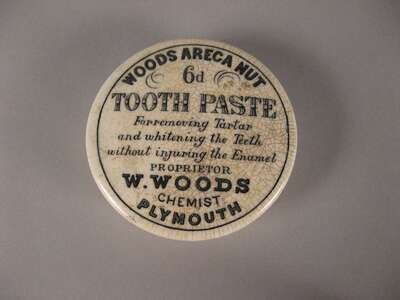 WOODS ARECA NUT
6d
TOOTH PASTE
For removing Tartar
and whitening the Teeth
without injuring the Enamel
PROPRIETOR
W. WOODS
CHEMIST
PLYMOUTH